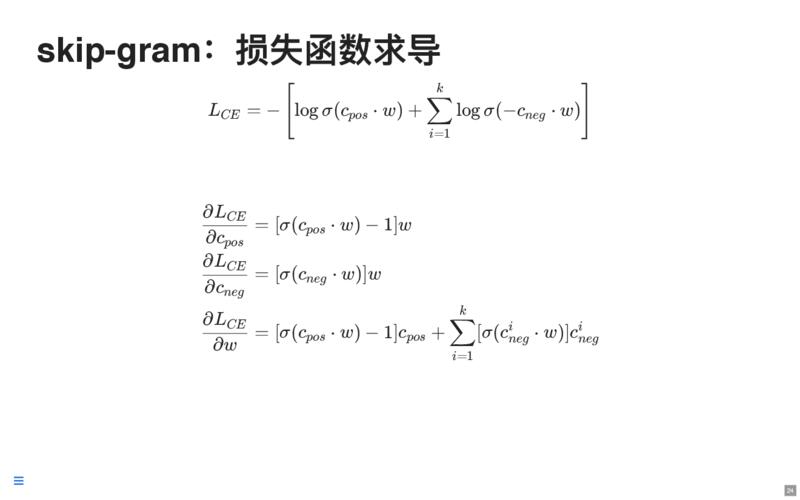 skip-gram：损失函数求导
L_{CE} = -\left[\log \sigma(c_{pos} \cdot w) + \sum_{i=1}^{k} \log \sigma(-c_{neg} \cdot w)\right]
\frac{\partial L_{CE}}{\partial c_{pos}} = [\sigma(c_{pos} \cdot w) - 1]w
\frac{\partial L_{CE}}{\partial c_{neg}} = [\sigma(c_{neg} \cdot w)]w
\frac{\partial L_{CE}}{\partial w} = [\sigma(c_{pos} \cdot w) - 1]c_{pos} + \sum_{i=1}^{k} [\sigma(c_{neg}^{i} \cdot w)]c_{neg}^{i}
24